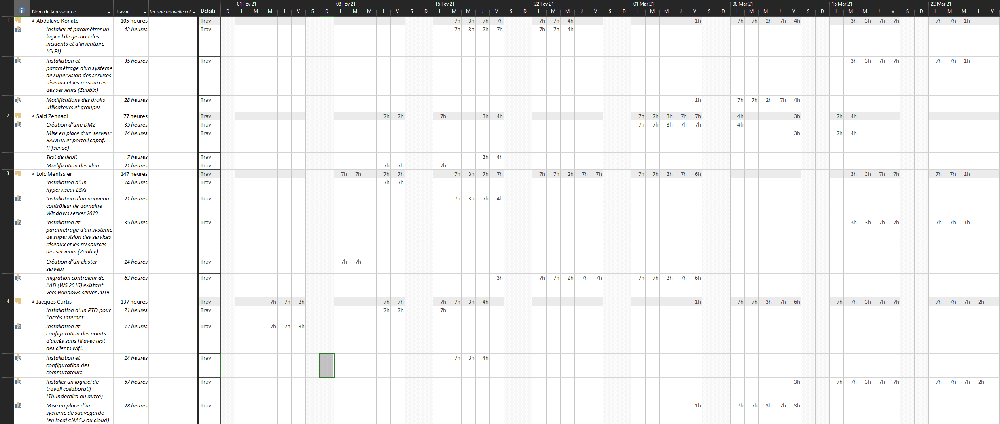 01 Fév 21 08 Fév 21 15 Fév 21 22 Fév 21 01 Mar 21 08 Mar 21 15 Mar 21 22 Mar 21
Nom de la ressource Travail ter une nouvelle colo Détails D L M M J V S D L M M J V S D L M M J V S D L M M J V S D L M M J V S D L M M J V S D L M M J V S D L M M J V
1 Abdalaye Konate 105 heures Trav. 7h 3h 7h 7h 7h 7h 4h 1h 7h 7h 2h 7h 4h 3h 3h 7h 7h 7h 7h 1h
Installer et paramétrer un 42 heures Trav. 7h 3h 7h 7h 7h 7h 4h
logiciel de gestion des
incidents et d'inventaire
(GLPI)
Installation et 35 heures Trav. 3h 3h 7h 7h 7h 7h 1h
paramétrage d'un système
de supervision des services
réseaux et les ressources
des serveurs (Zabbix)
Modifications des droits 28 heures Trav. 1h 7h 7h 2h 7h 4h
utilisateurs et groupes
2 Said Zennadi 77 heures Trav. 7h 7h 7h 3h 4h 7h 7h 3h 7h 7h 4h 3h 7h 4h
Création d’une DMZ 35 heures Trav. 7h 7h 3h 7h 7h 4h
Mise en place d’un serveur 14 heures Trav. 3h 7h 4h
RADUIS et portail captif.
(Pfsense)
Test de débit 7 heures Trav. 3h 4h
Modification des vlan 21 heures Trav. 7h 7h 7h
3 Loic Menissier 147 heures Trav. 7h 7h 7h 7h 7h 3h 7h 7h 7h 7h 2h 7h 7h 7h 7h 3h 7h 6h 3h 3h 7h 7h 7h 7h 1h
Installation d’un 14 heures Trav. 7h 7h
hyperviseur ESXi
Installation d'un nouveau 21 heures Trav. 7h 3h 7h 4h
contrôleur de domaine
Windows server 2019
Installation et 35 heures Trav. 3h 3h 7h 7h 7h 7h 1h
paramétrage d'un système
de supervision des services
réseaux et les ressources
des serveurs (Zabbix)
Création d’un cluster 14 heures Trav. 7h 7h
serveur
migration contrôleur de 63 heures Trav. 3h 7h 7h 2h 7h 7h 7h 7h 3h 7h 6h
l’AD (WS 2016) existant
vers Windows server 2019
4 Jacques Curtis 137 heures Trav. 7h 7h 3h 7h 7h 7h 7h 3h 4h 1h 7h 7h 3h 7h 6h 7h 7h 3h 7h 7h 7h 7h 7h 2h
Installation d’un PTO pour 21 heures Trav. 7h 7h 7h
l’accès Internet
Installation et 17 heures Trav. 7h 7h 3h
configuration des points
d'accès sans fil avec test
des clients wifi.
Installation et 14 heures Trav. 7h 3h 4h
configuration des
commutateurs
Installer un logiciel de 57 heures Trav. 3h 7h 7h 3h 7h 7h 7h 7h 7h 2h
travail collaboratif
(Thunderbird ou autre)
Mise en place d’un 28 heures Trav. 1h 7h 7h 3h 7h 3h
système de sauvegarde
(en local «NAS» ou cloud)